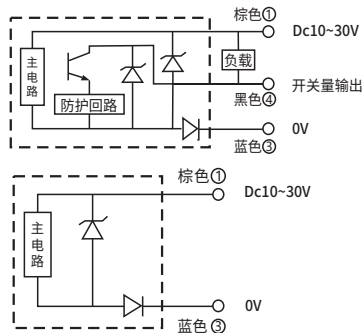 棕色①
Dc10~30V
主电路
负载
防护回路
开关量输出
黑色④
0V
蓝色③
棕色①
Dc10~30V
主电路
0V
蓝色③